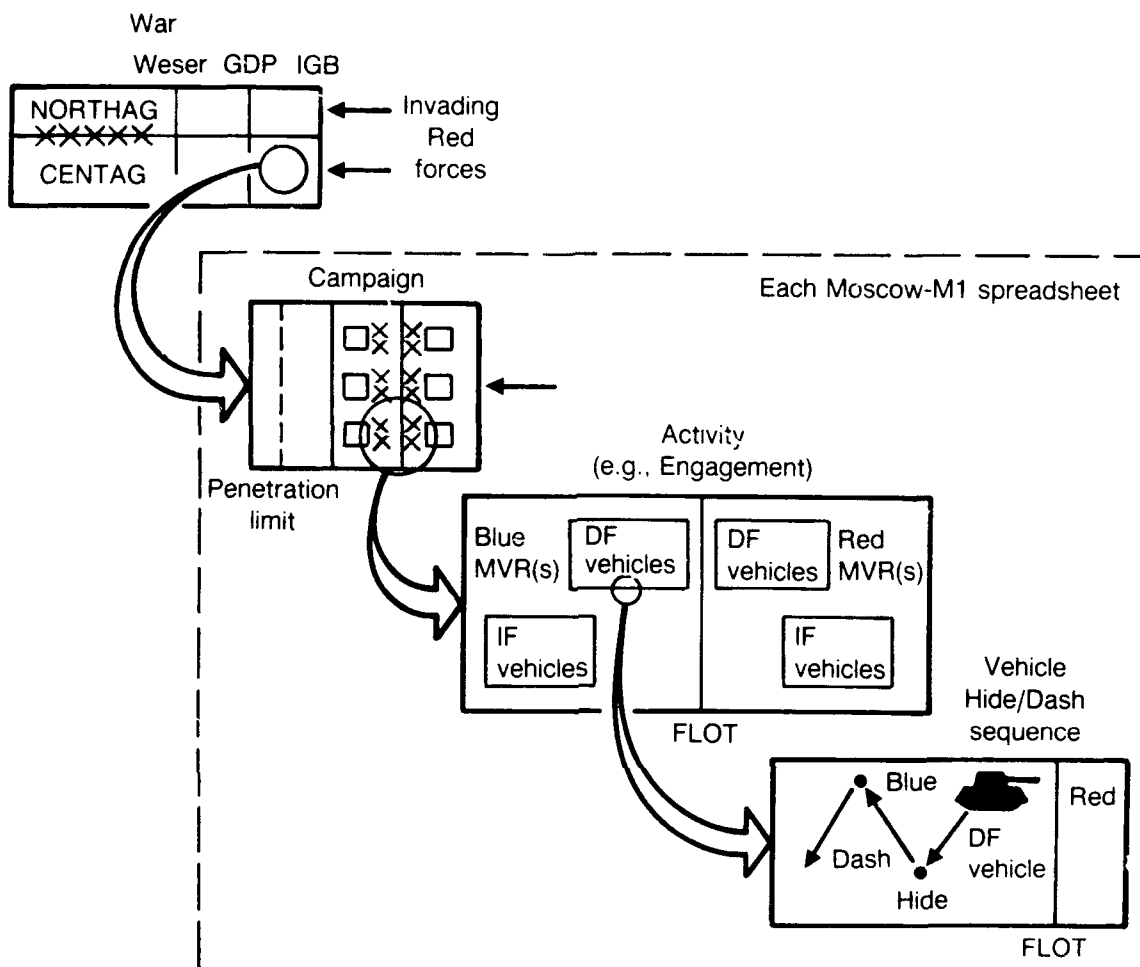 War
Weser GDP IGB
NORTHAG
CENTAG
Invading
Red
forces
Campaign
Each Moscow-M1 spreadsheet
Penetration
limit
Activity
(e.g., Engagement)
Blue
MVR(s)
DF
vehicles
DF
vehicles
Red
MVR(s)
IF
vehicles
IF
vehicles
FLOT
Vehicle
Hide/Dash
sequence
Blue
Red
Dash
DF
vehicle
Hide
FLOT